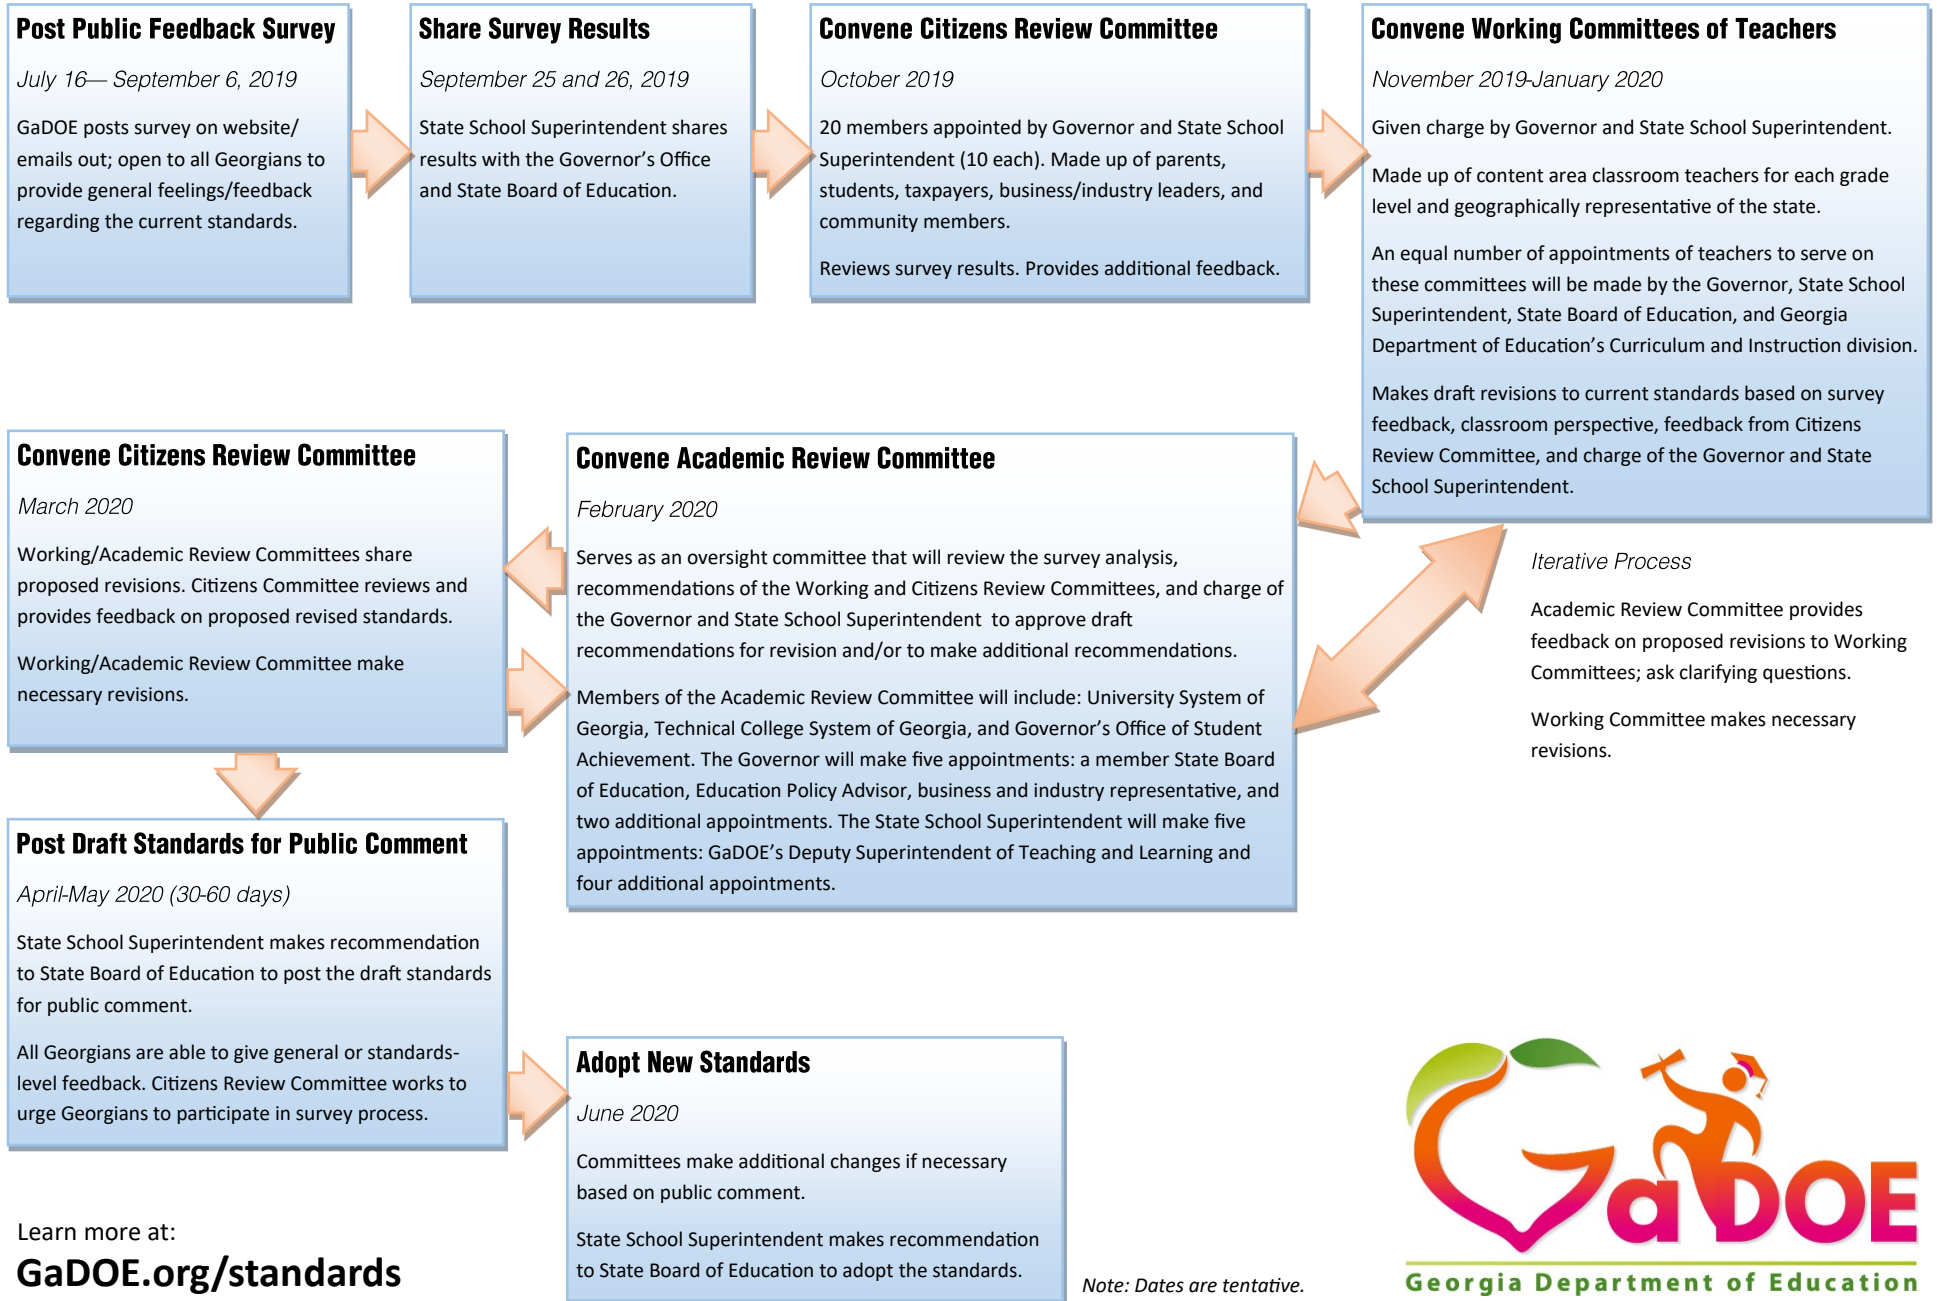 Post Public Feedback Survey
July 16— September 6, 2019
GaDOE posts survey on website/
emails out; open to all Georgians to
provide general feelings/feedback
regarding the current standards.
Share Survey Results
September 25 and 26, 2019
State School Superintendent shares
results with the Governor's Office
and State Board of Education.
Convene Citizens Review Committee
October 2019
20 members appointed by Governor and State School
Superintendent (10 each). Made up of parents,
students, taxpayers, business/industry leaders, and
community members.
Reviews survey results. Provides additional feedback.
Convene Working Committees of Teachers
November 2019-January 2020
Given charge by Governor and State School Superintendent.
Made up of content area classroom teachers for each grade
level and geographically representative of the state.
An equal number of appointments of teachers to serve on
these committees will be made by the Governor, State School
Superintendent, State Board of Education, and Georgia
Department of Education's Curriculum and Instruction division.
Makes draft revisions to current standards based on survey
feedback, classroom perspective, feedback from Citizens
Review Committee, and charge of the Governor and State
School Superintendent.
Iterative Process
Academic Review Committee provides
feedback on proposed revisions to Working
Committees; ask clarifying questions.
Working Committee makes necessary
revisions.
Convene Academic Review Committee
February 2020
Serves as an oversight committee that will review the survey analysis,
recommendations of the Working and Citizens Review Committees, and charge of
the Governor and State School Superintendent  to approve draft
recommendations for revision and/or to make additional recommendations.
Members of the Academic Review Committee will include: University System of
Georgia, Technical College System of Georgia, and Governor's Office of Student
Achievement. The Governor will make five appointments: a member State Board
of Education, Education Policy Advisor, business and industry representative, and
two additional appointments. The State School Superintendent will make five
appointments: GaDOE's Deputy Superintendent of Teaching and Learning and
four additional appointments.
Convene Citizens Review Committee
March 2020
Working/Academic Review Committees share
proposed revisions. Citizens Committee reviews and
provides feedback on proposed revised standards.
Working/Academic Review Committee make
necessary revisions.
Post Draft Standards for Public Comment
April-May 2020 (30-60 days)
State School Superintendent makes recommendation
to State Board of Education to post the draft standards
for public comment.
All Georgians are able to give general or standards-
level feedback. Citizens Review Committee works to
urge Georgians to participate in survey process.
Adopt New Standards
June 2020
Committees make additional changes if necessary
based on public comment.
State School Superintendent makes recommendation
to State Board of Education to adopt the standards.
Learn more at:
GaDOE.org/standards
Note: Dates are tentative.
GaDOE
Georgia Department of Education